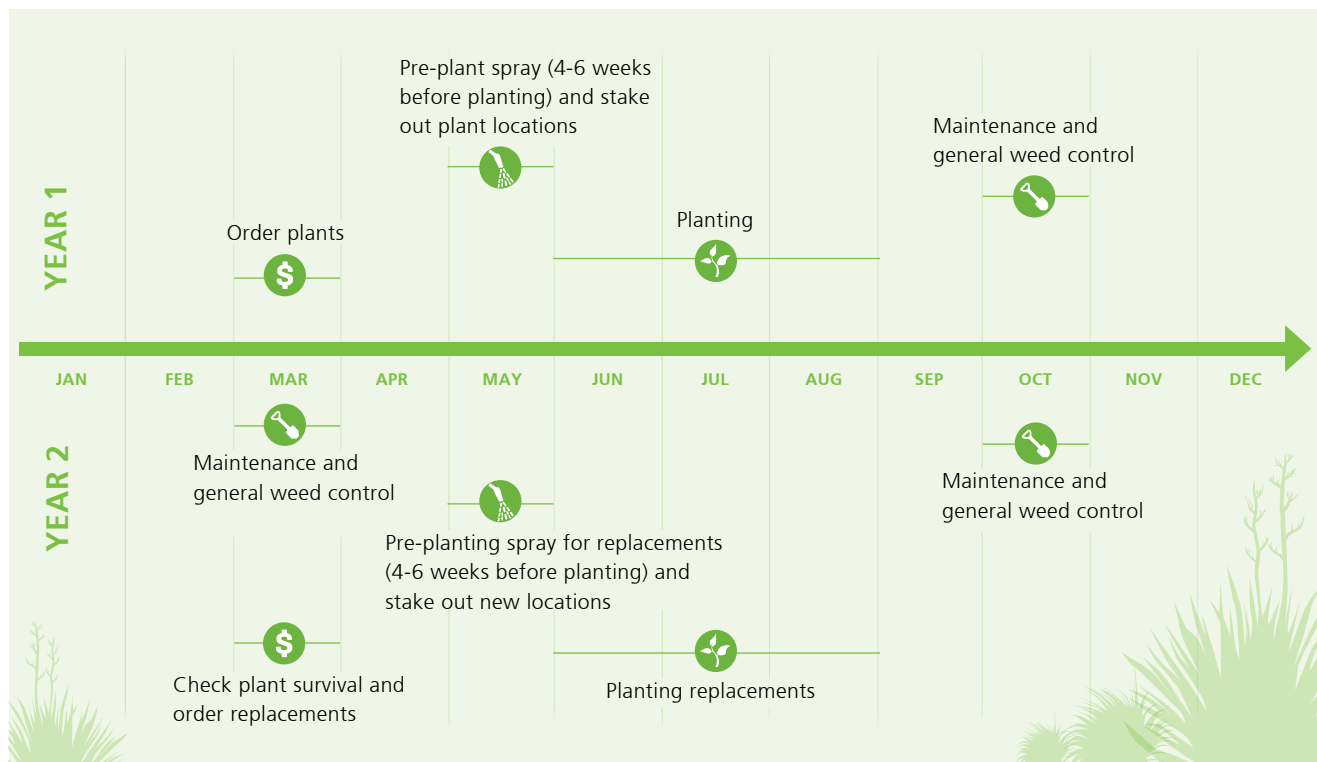 YEAR 1
Order plants
$
Pre-plant spray (4-6 weeks
before planting) and stake
out plant locations
Planting
Maintenance and
general weed control
JAN
FEB
MAR
APR
MAY
JUN
JUL
AUG
SEP
OCT
NOV
DEC
YEAR 2
Maintenance and
general weed control
$
Check plant survival and
order replacements
Pre-planting spray for replacements
(4-6 weeks before planting) and
stake out new locations
Planting replacements
Maintenance and
general weed control